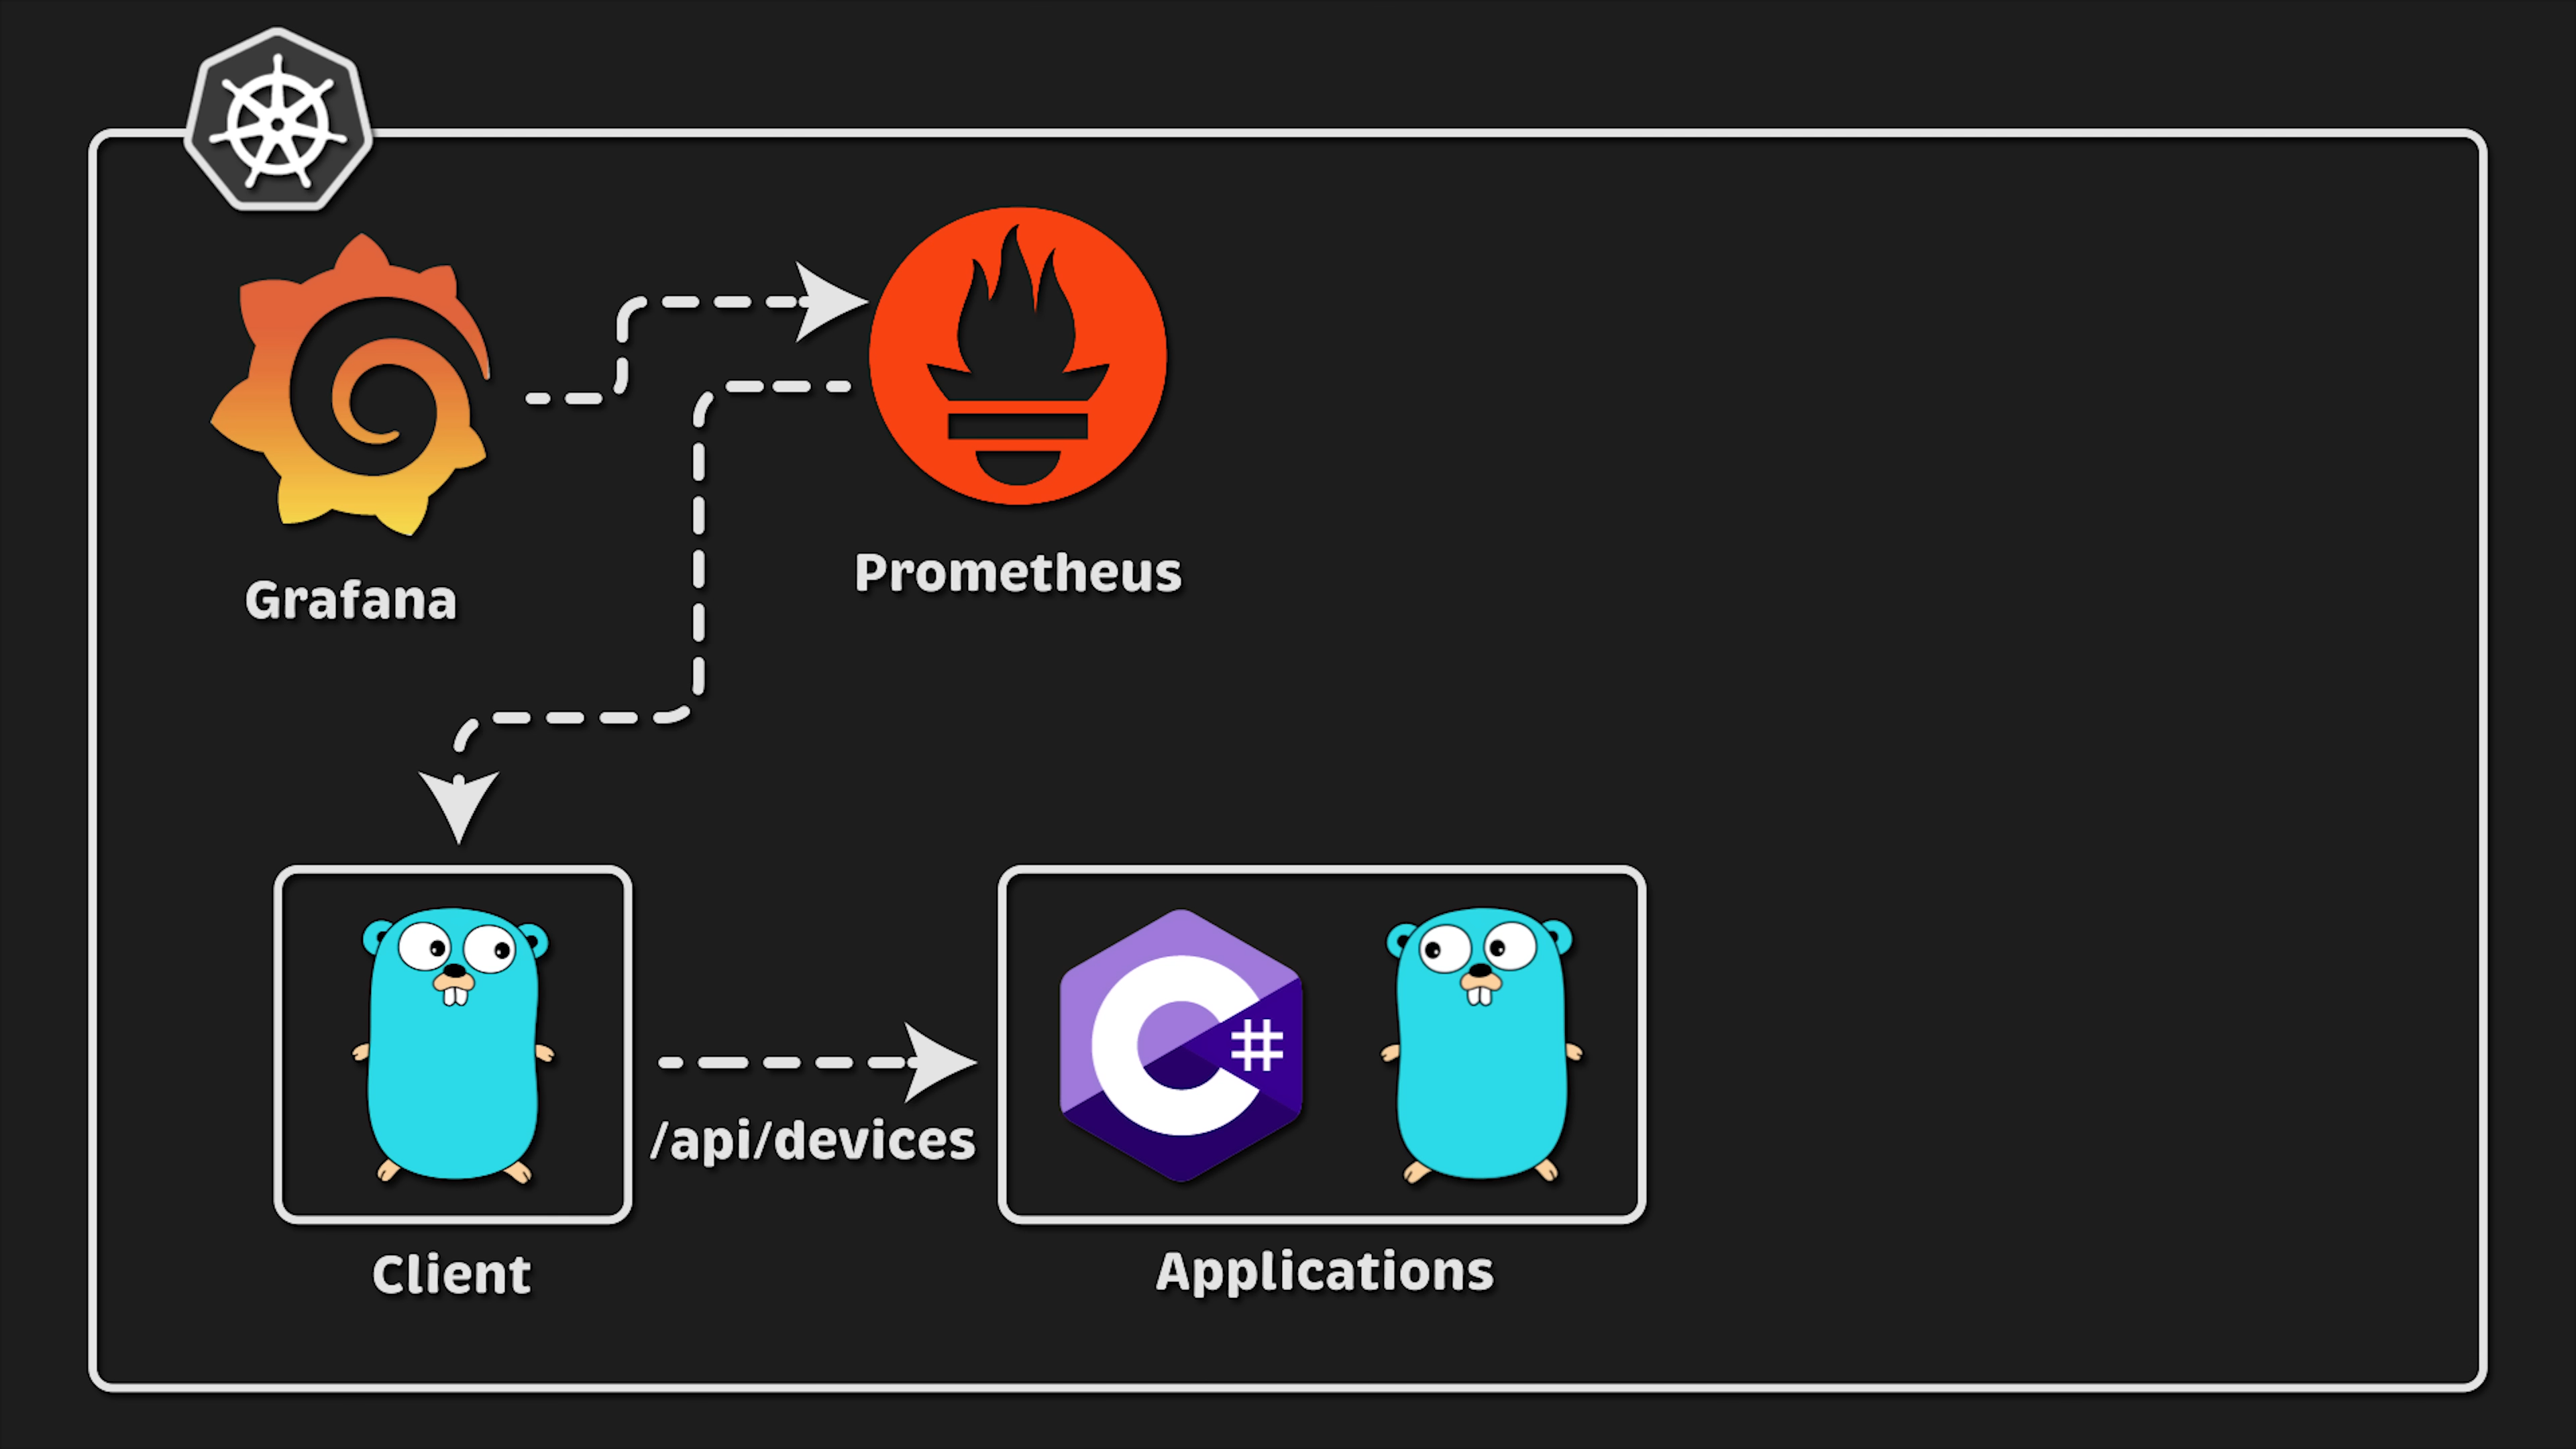 Grafana
Prometheus
/api/devices
C#
Client
Applications